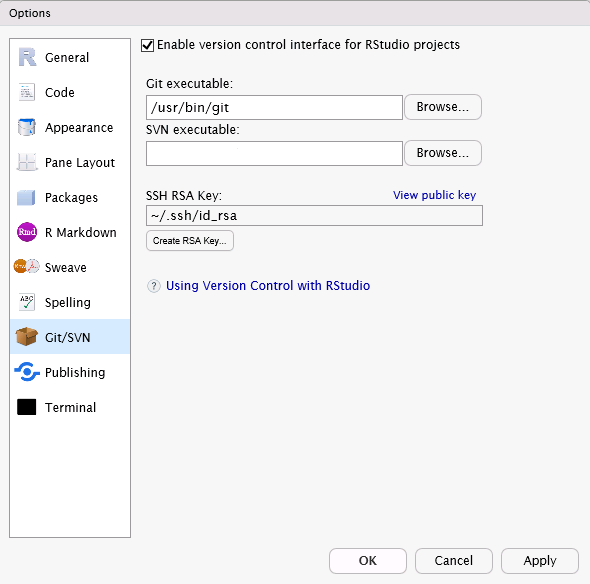 Options
General
Code
Appearance
Pane Layout
Packages
Rmd R Markdown
Sweave
ABC Spelling
Git/SVN
Publishing
Terminal
Enable version control interface for RStudio projects
Git executable:
/usr/bin/git Browse...
SVN executable:
Browse...
SSH RSA Key: View public key
~/.ssh/id_rsa
Create RSA Key...
? Using Version Control with RStudio
OK Cancel Apply